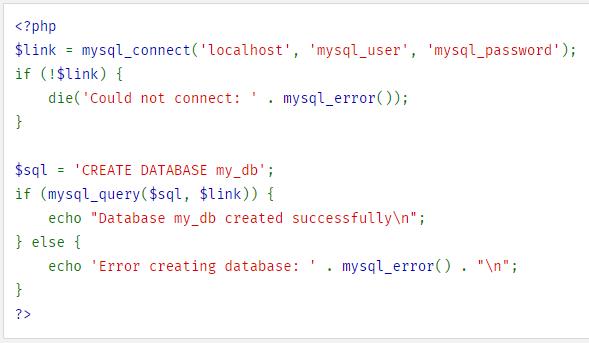 <?php
$link = mysql_connect('localhost', 'mysql_user', 'mysql_password');
if (!$link) {
    die('Could not connect: ' . mysql_error());
}

$sql = 'CREATE DATABASE my_db';
if (mysql_query($sql, $link)) {
    echo "Database my_db created successfully\n";
} else {
    echo 'Error creating database: ' . mysql_error() . "\n";
}
?>